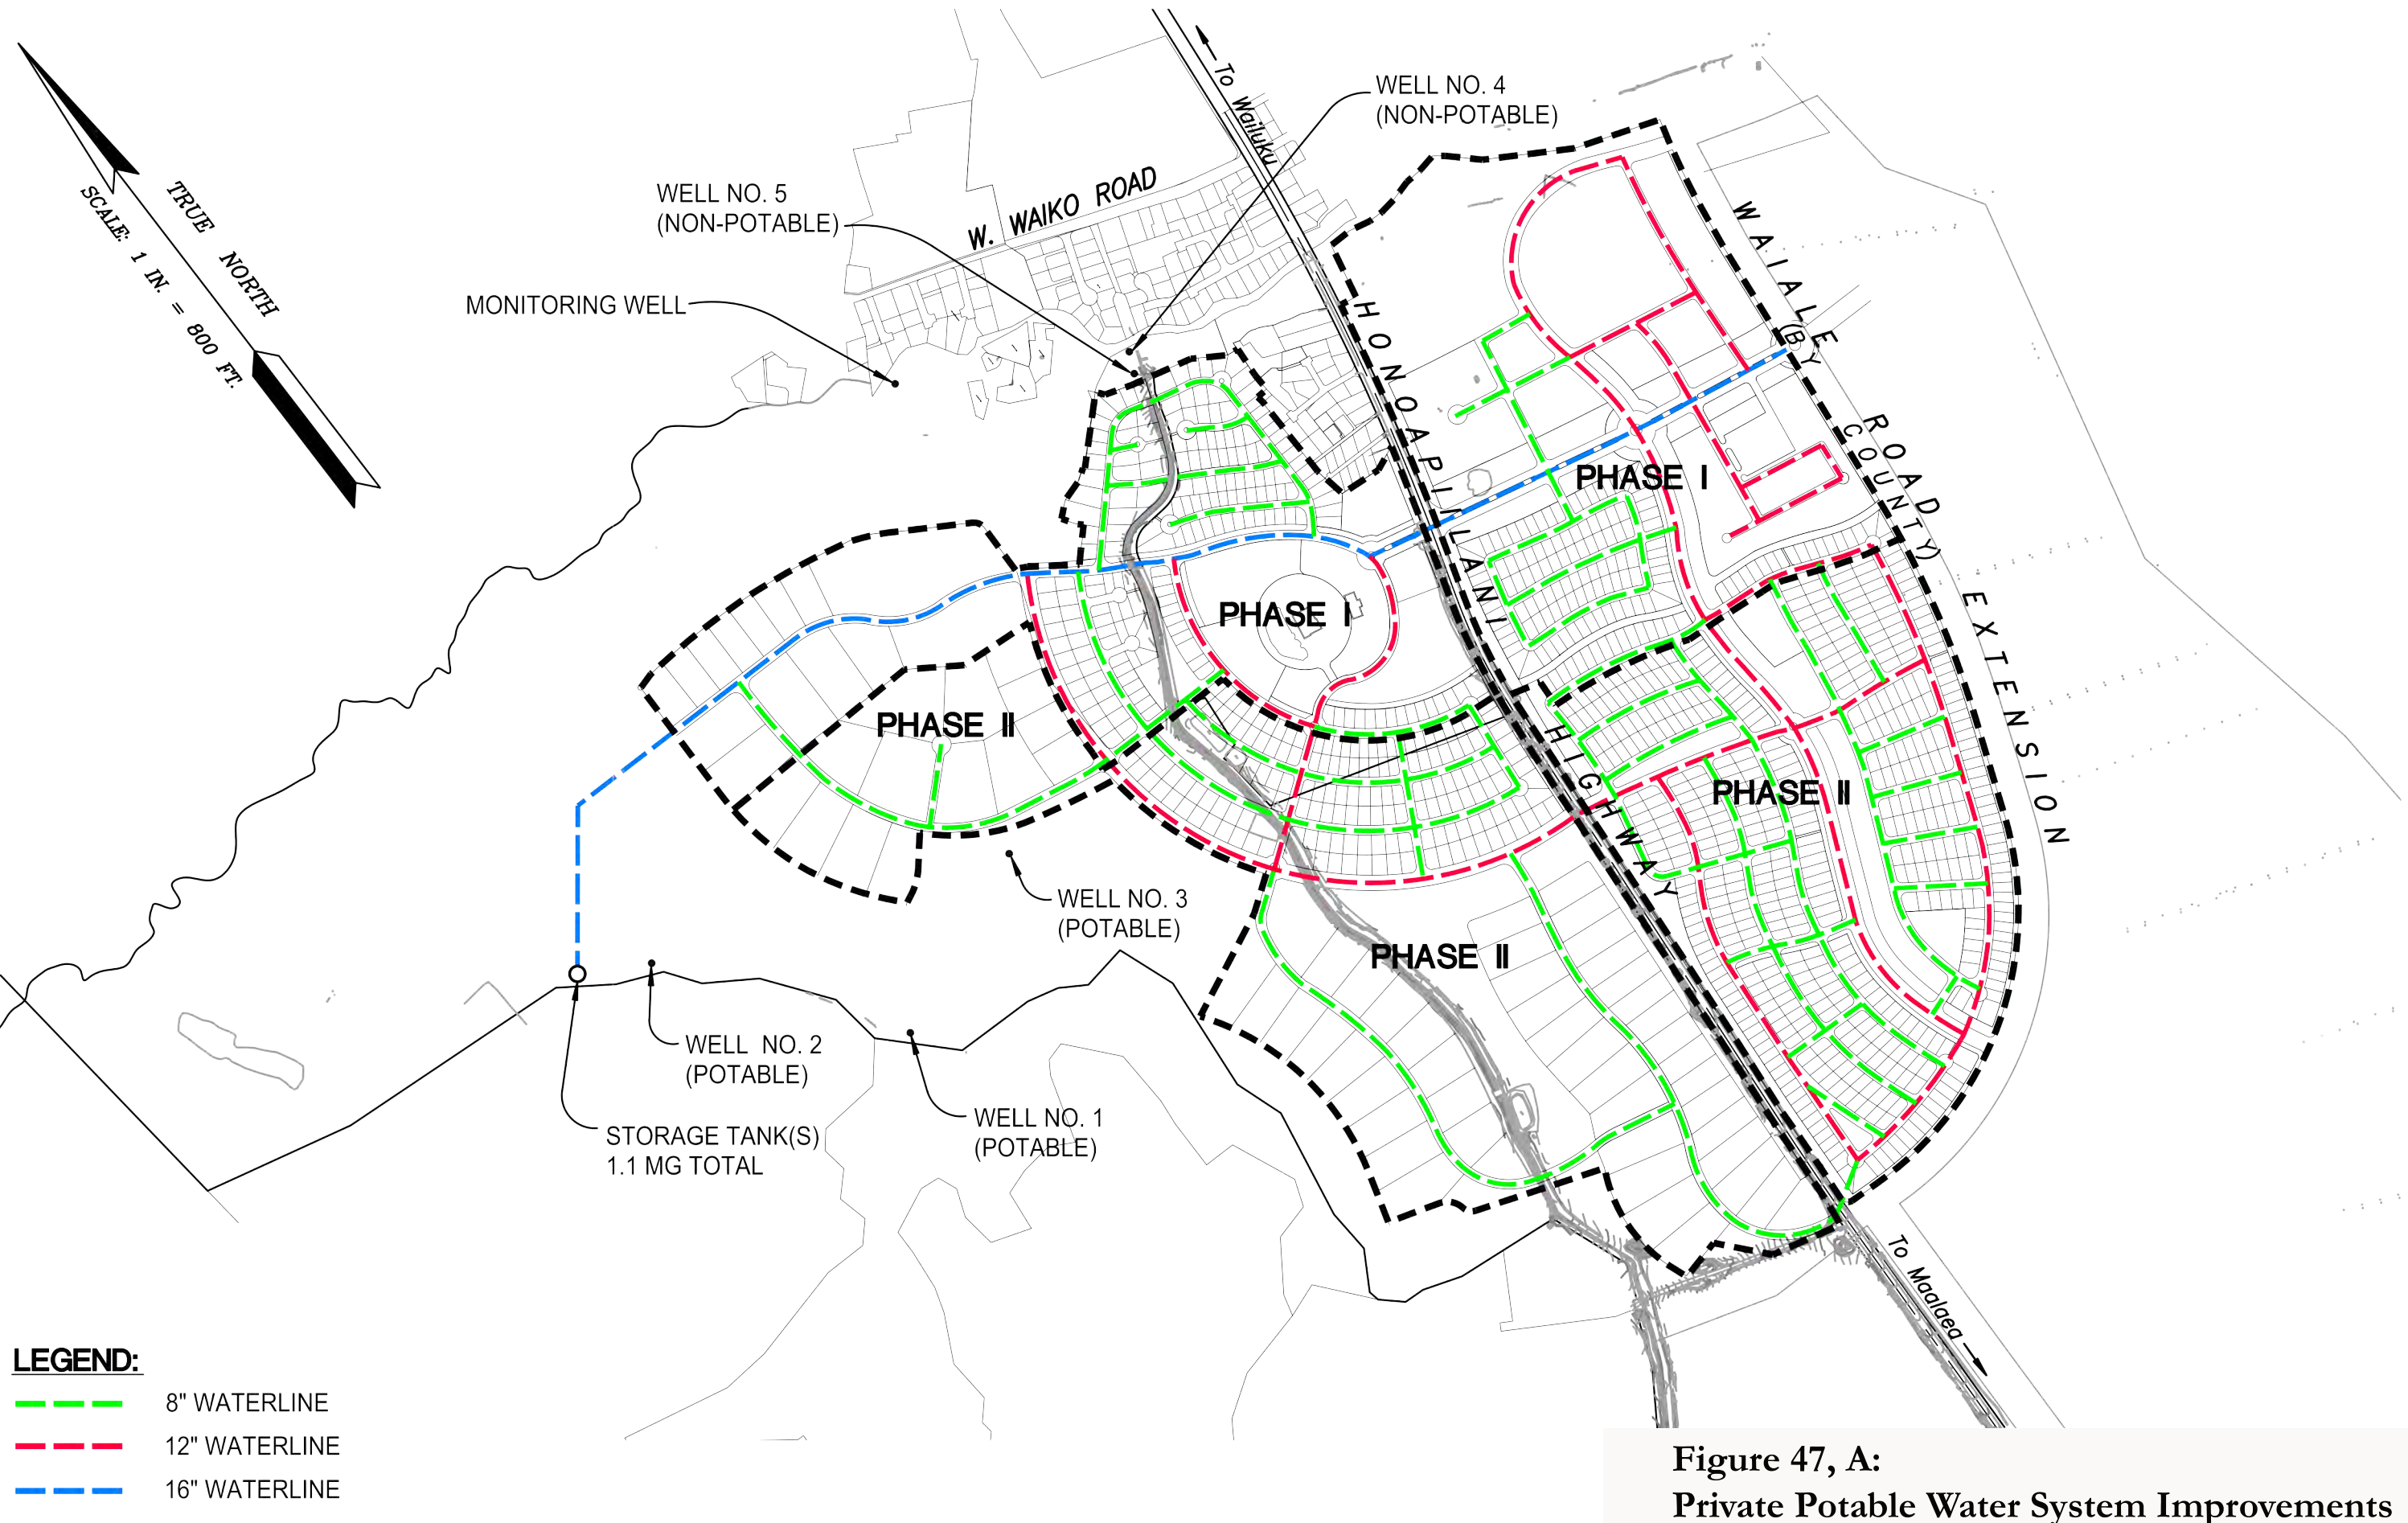 To Wailuku
WELL NO. 4
(NON-POTABLE)
WELL NO. 5
(NON-POTABLE)
W. WAIKO ROAD
TRUE NORTH
SCALE: 1 IN. = 800 FT.
MONITORING WELL
WAIALE ROAD EXTENSION
(BY COUNTY)
HONOAPIILANI HIGHWAY
PHASE I
PHASE I
PHASE II
PHASE II
PHASE II
WELL NO. 3
(POTABLE)
WELL NO. 2
(POTABLE)
WELL NO. 1
(POTABLE)
STORAGE TANK(S)
1.1 MG TOTAL
To Maalaea
LEGEND:
8" WATERLINE
12" WATERLINE
16" WATERLINE
Figure 47, A:
Private Potable Water System Improvements